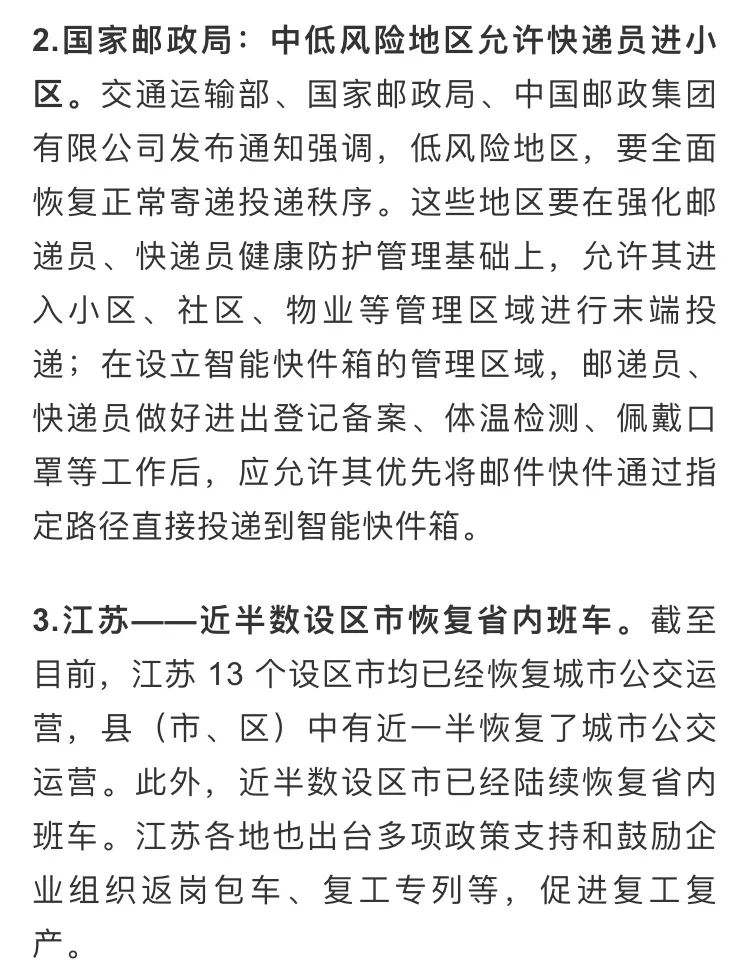 2.国家邮政局：中低风险地区允许快递员进小
区。交通运输部、国家邮政局、中国邮政集团
有限公司发布通知强调，低风险地区，要全面
恢复正常寄递投递秩序。这些地区要在强化邮
递员、快递员健康防护管理基础上，允许其进
入小区、社区、物业等管理区域进行末端投
递；在设立智能快件箱的管理区域，邮递员、
快递员做好进出登记备案、体温检测、佩戴口
罩等工作后，应允许其优先将邮件快件通过指
定路径直接投递到智能快件箱。
3.江苏——近半数设区市恢复省内班车。截至
目前，江苏 13 个设区市均已经恢复城市公交运
营，县（市、区）中有近一半恢复了城市公交
运营。此外，近半数设区市已经陆续恢复省内
班车。江苏各地也出台多项政策支持和鼓励企
业组织返岗包车、复工专列等，促进复工复
产。